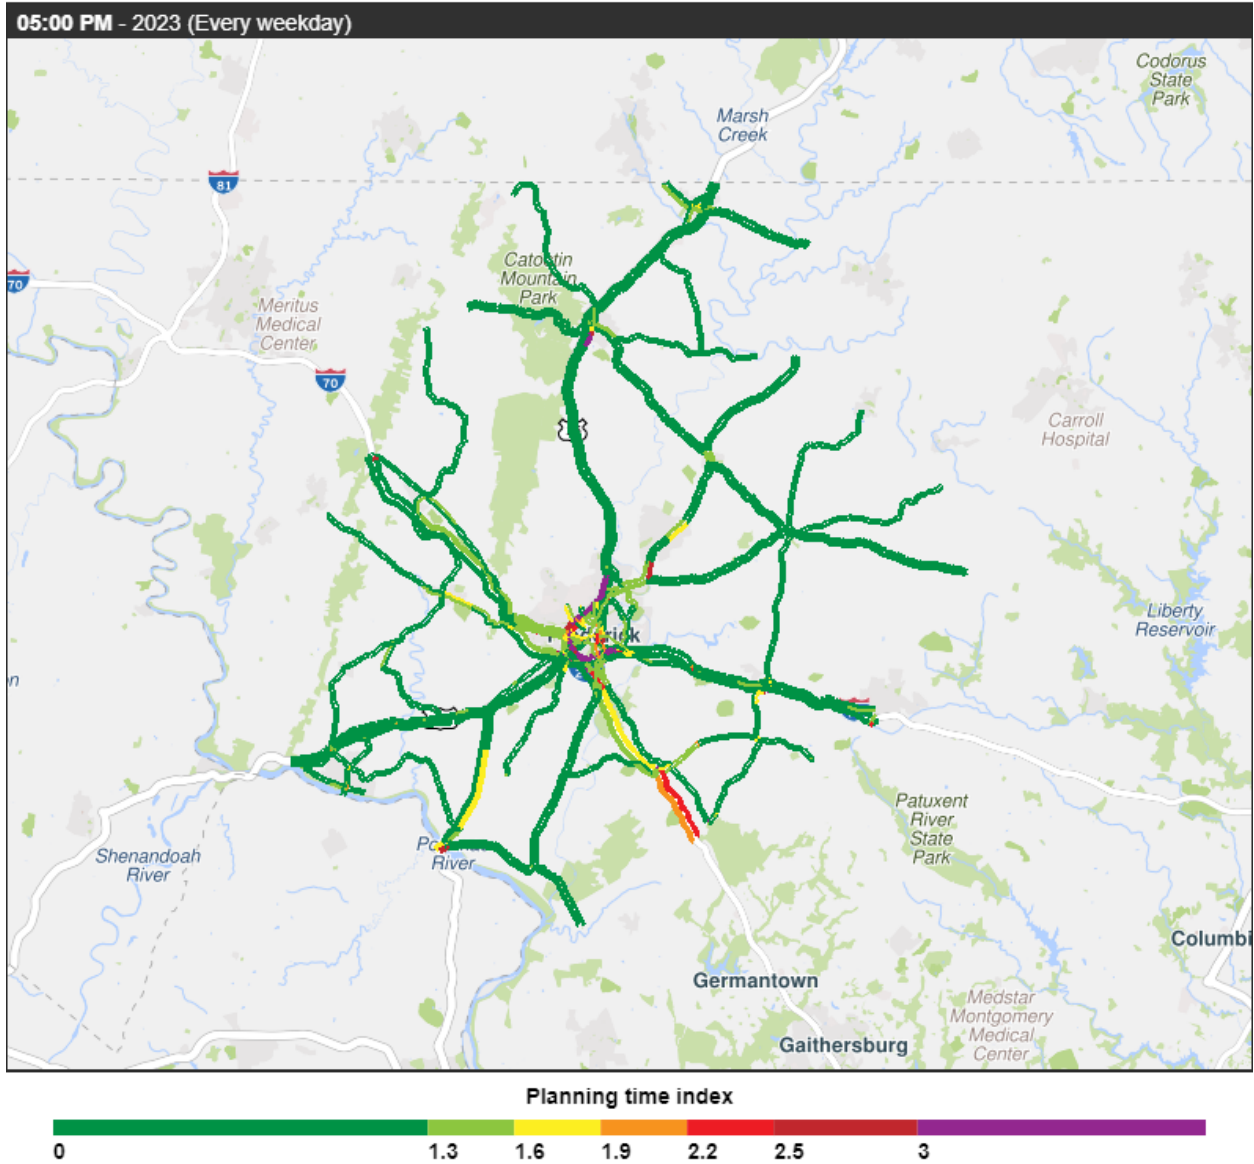 05:00 PM - 2023 (Every weekday)
Codorus
State
Park
Marsh
Creek
81
70
Catoctin
Mountain
Park
Meritus
Medical
Center
70
Carroll
Hospital
Liberty
Reservoir
Patuxent
River
State
Park
Shenandoah
River
River
Columbi
Germantown
Medstar
Montgomery
Medical
Center
Gaithersburg
Planning time index
0 1.3 1.6 1.9 2.2 2.5 3